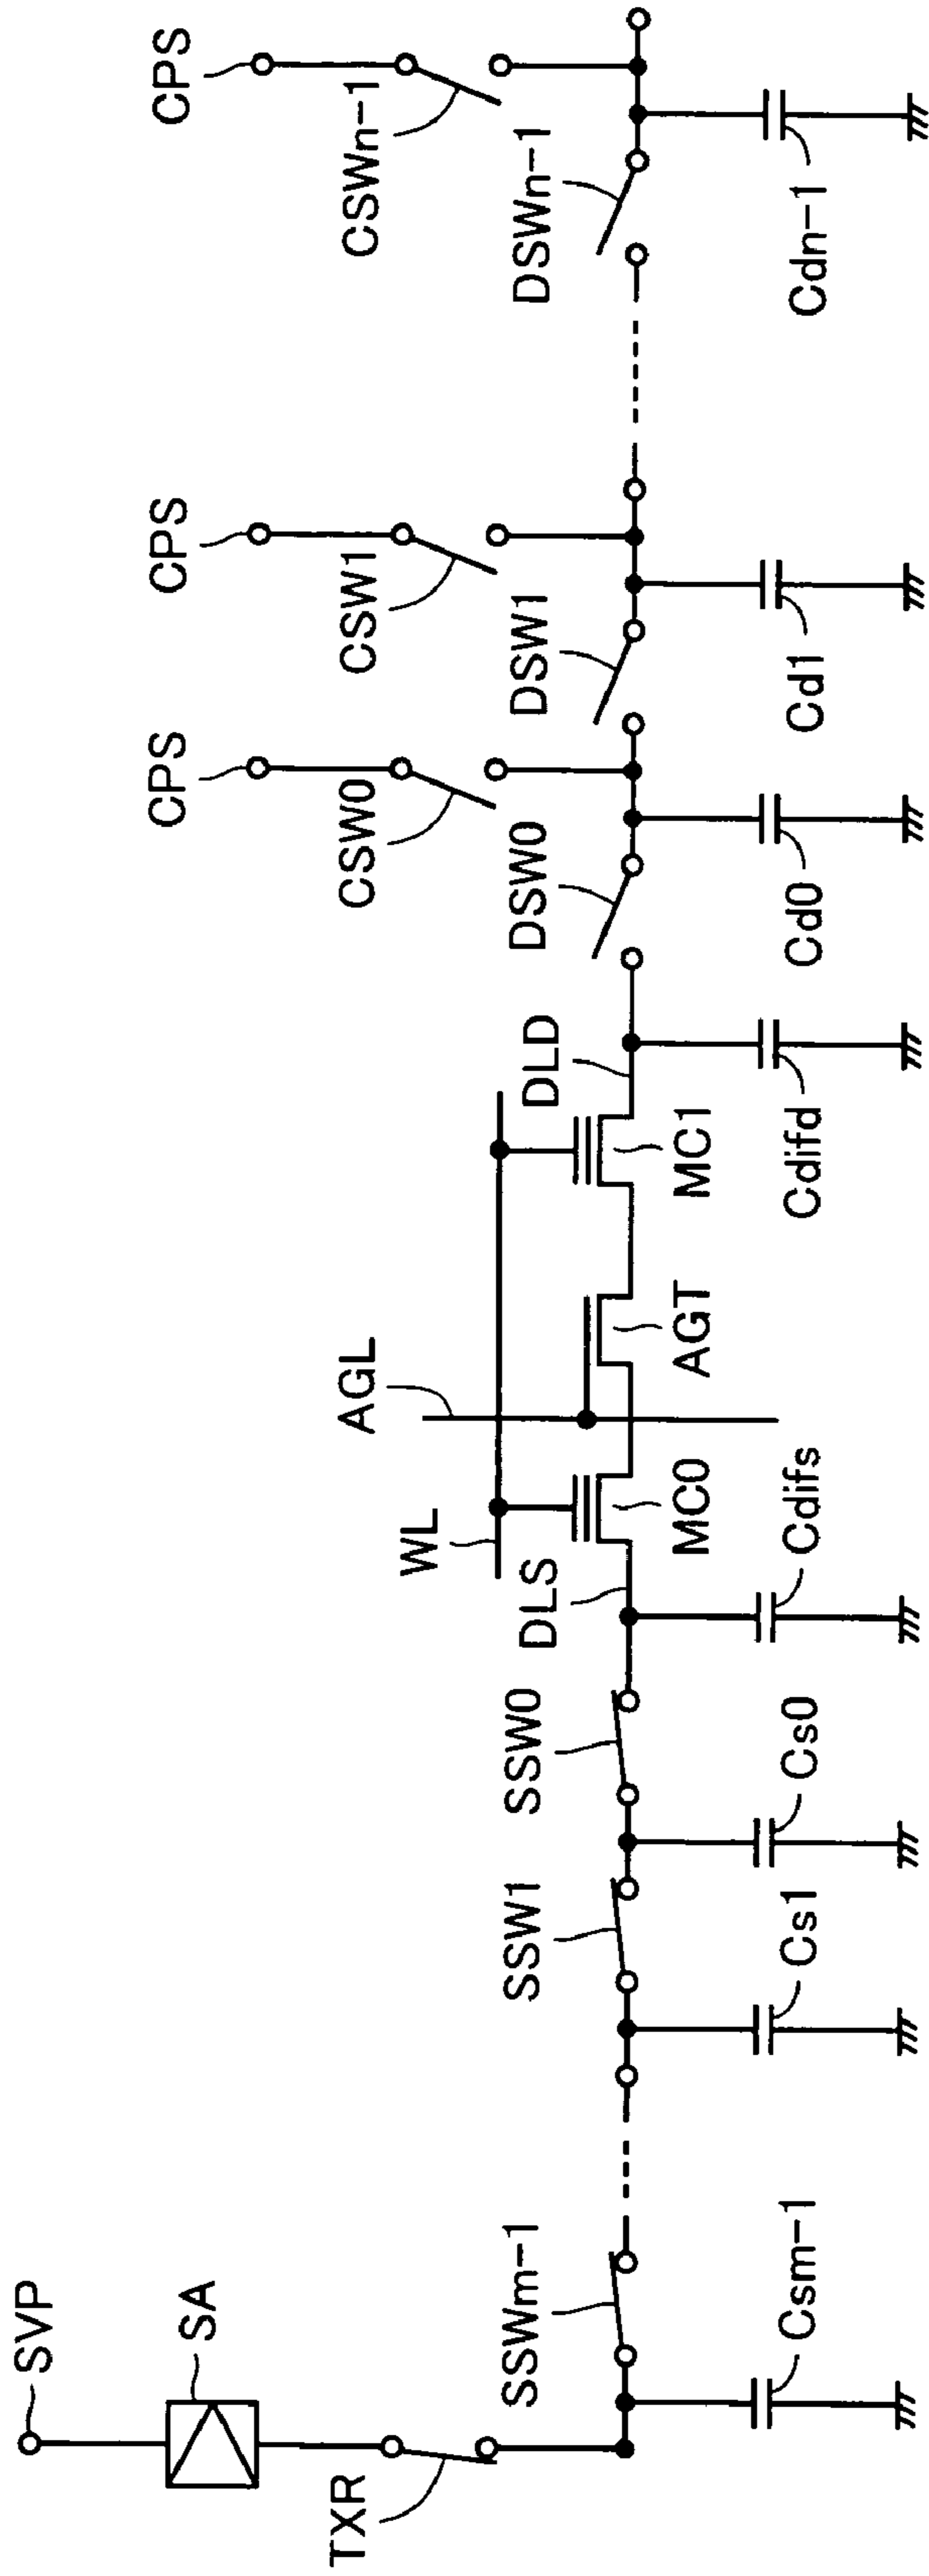 SVP
SA
TXR
SSWm-1
Csm-1
SSW1
Cs1
SSW0
Cs0
DLS
Cdifs
WL
MC0
AGL
AGT
MC1
DLD
Cdifd
DSW0
Cd0
CSW0
CPS
DSW1
Cd1
CSW1
CPS
DSWn-1
Cdn-1
CSWn-1
CPS